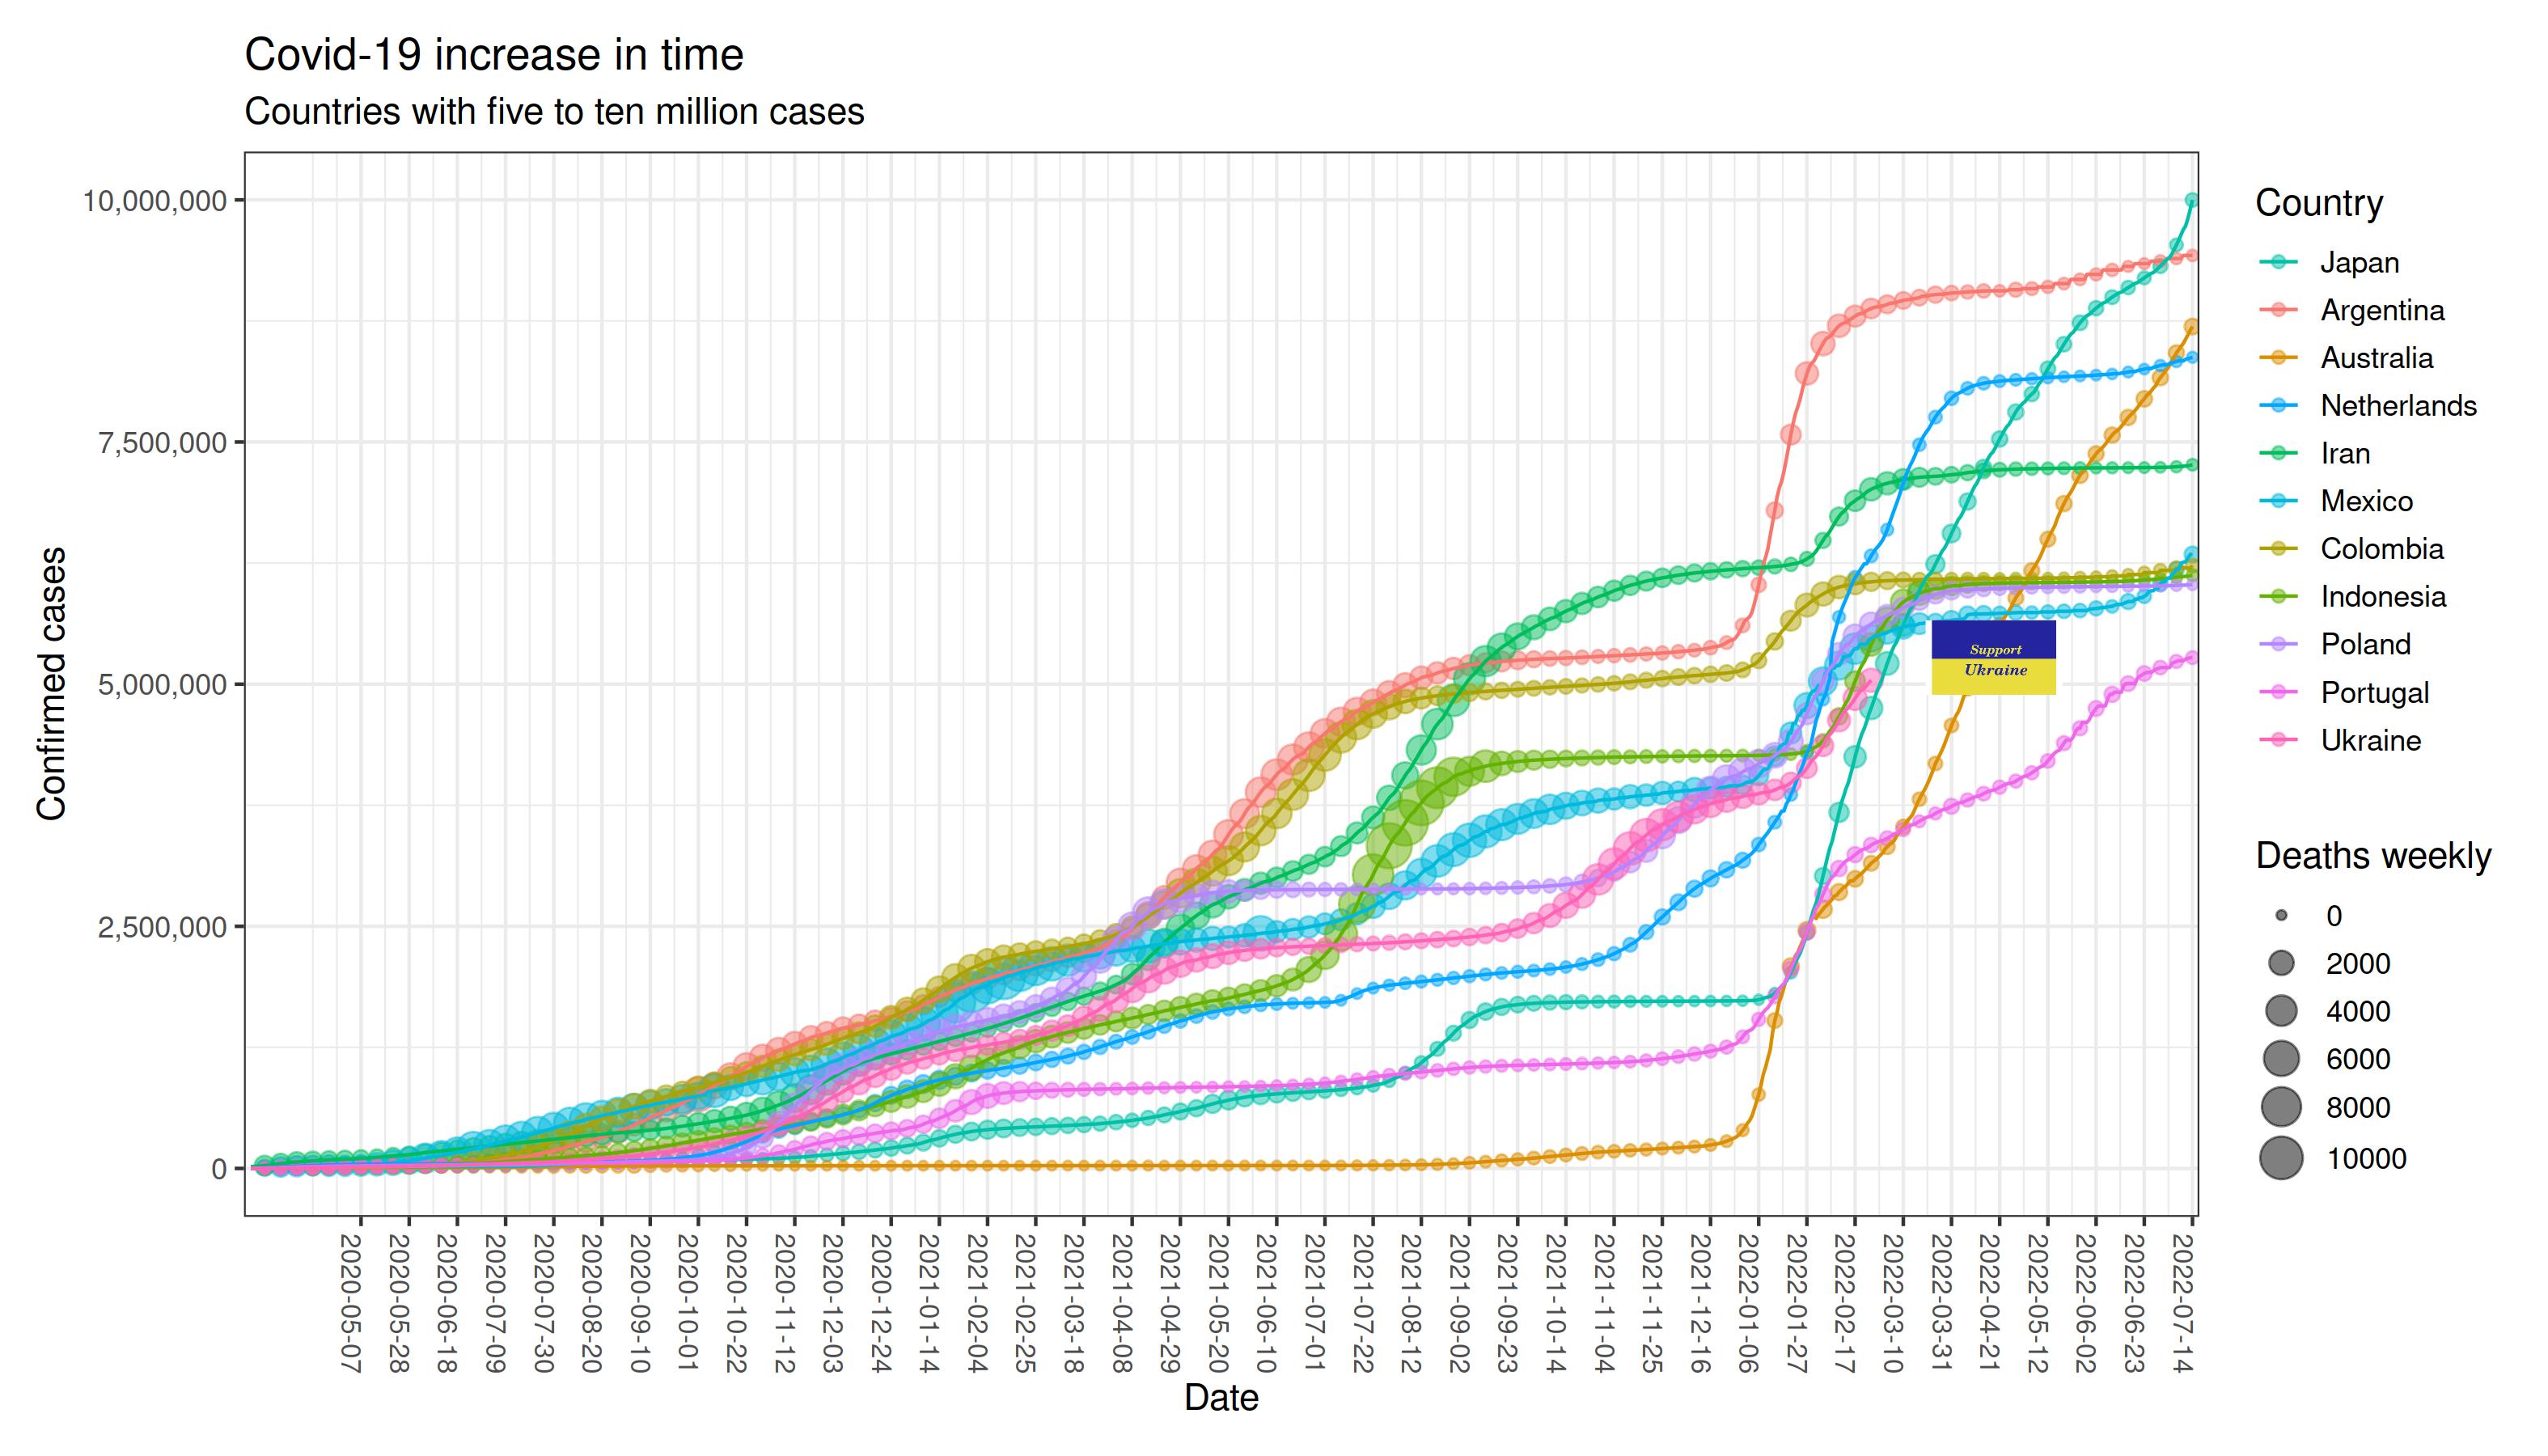 Covid-19 increase in time
Countries with five to ten million cases
10,000,000
7,500,000
5,000,000
2,500,000
0
Confirmed cases
Support
Ukraine
2020-05-07
2020-05-28
2020-06-18
2020-07-09
2020-07-30
2020-08-20
2020-09-10
2020-10-01
2020-10-22
2020-11-12
2020-12-03
2020-12-24
2021-01-14
2021-02-04
2021-02-25
2021-03-18
2021-04-08
2021-04-29
2021-05-20
2021-06-10
2021-07-01
2021-07-22
2021-08-12
2021-09-02
2021-09-23
2021-10-14
2021-11-04
2021-11-25
2021-12-16
2022-01-06
2022-01-27
2022-02-17
2022-03-10
2022-03-31
2022-04-21
2022-05-12
2022-06-02
2022-06-23
2022-07-14
Date
Country
Japan
Argentina
Australia
Netherlands
Iran
Mexico
Colombia
Indonesia
Poland
Portugal
Ukraine
Deaths weekly
0
2000
4000
6000
8000
10000